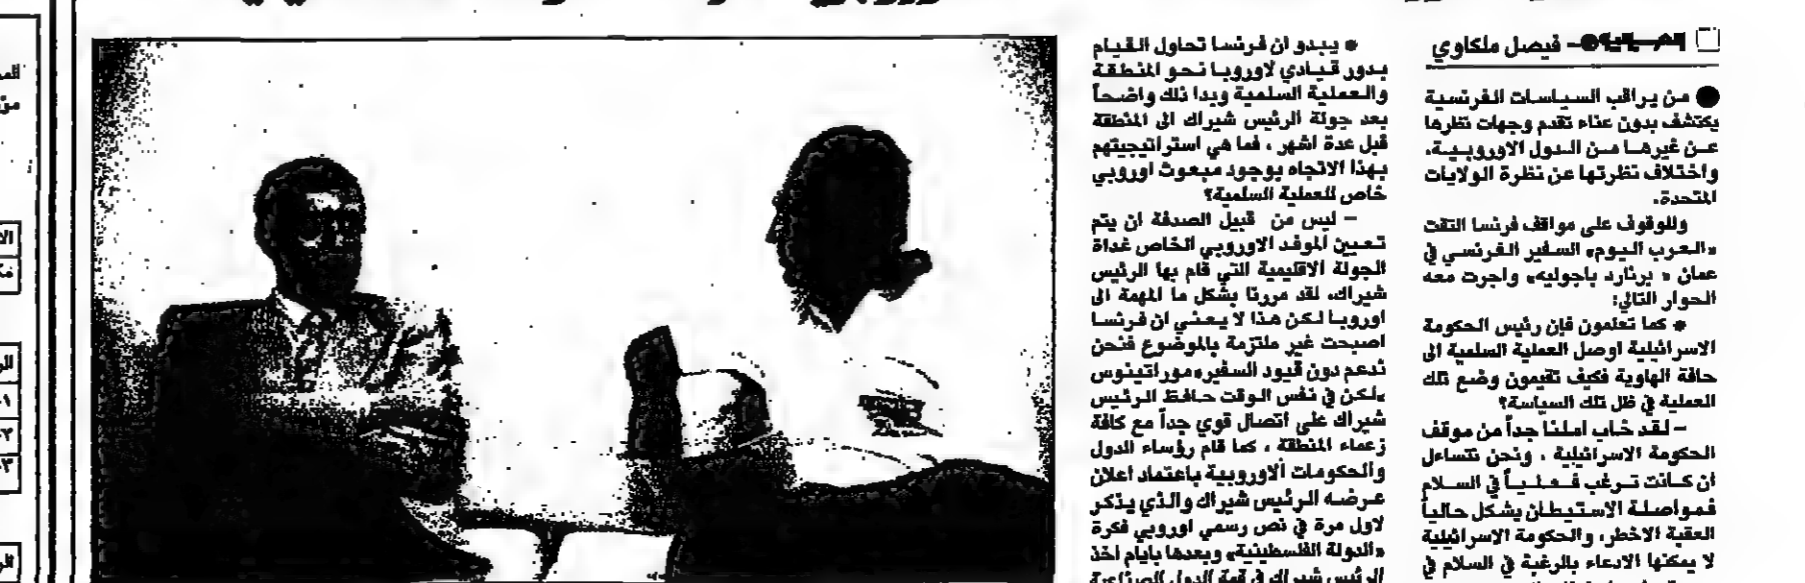 فيصل ملكاوي
من يراقب السياسات الفرنسية
يكتشف بدون عناء تقدم وجهات نظرها
عن غيرها من الدول الاوروبية،
واختلاف نظرتها عن نظرة الولايات
المتحدة.
وللوقوف على مواقف فرنسا التقت
«العرب اليوم» السفير الفرنسي في
عمان « برنارد باجوليه» واجرت معه
الحوار التالي:
* كما تعلمون فإن رئيس الحكومة
الاسرائيلية اوصل العملية السلمية الى
حافة الهاوية فكيف تقيمون وضع تلك
العملية في ظل تلك السياسة؟
– لقد خاب املنا جداً من موقف
الحكومة الاسرائيلية ، ونحن نتساءل
ان كانت ترغب فعلياً في السلام
فمواصلة الاستيطان يشكل حالياً
العقبة الاخطر، والحكومة الاسرائيلية
لا يمكنها الادعاء بالرغبة في السلام في
* يبدو ان فرنسا تحاول القيام
بدور قيادي لاوروبا نحو المنطقة
والعملية السلمية وبدا ذلك واضحاً
بعد جولة الرئيس شيراك الى المنطقة
قبل عدة اشهر ، فما هي استراتيجيتهم
بهذا الاتجاه بوجود مبعوث اوروبي
خاص للعملية السلمية؟
– ليس من قبيل الصدفة ان يتم
تعيين الموفد الاوروبي الخاص غداة
الجولة الاقليمية التي قام بها الرئيس
شيراك، لقد مررنا بشكل ما المهمة الى
اوروبا لكن هذا لا يعني ان فرنسا
اصبحت غير ملتزمة بالموضوع فنحن
ندعم دون قيود السفير «موراتينوس
»لكن في نفس الوقت حافظ الرئيس
شيراك على اتصال قوي جداً مع كافة
زعماء المنطقة ، كما قام رؤساء الدول
والحكومات الاوروبية باعتماد اعلان
عرضه الرئيس شيراك والذي يذكر
لاول مرة في نص رسمي اوروبي فكرة
«الدولة الفلسطينية» وبعدها بايام اخذ
الرئيس شيراك في قمة الدول الصناعية